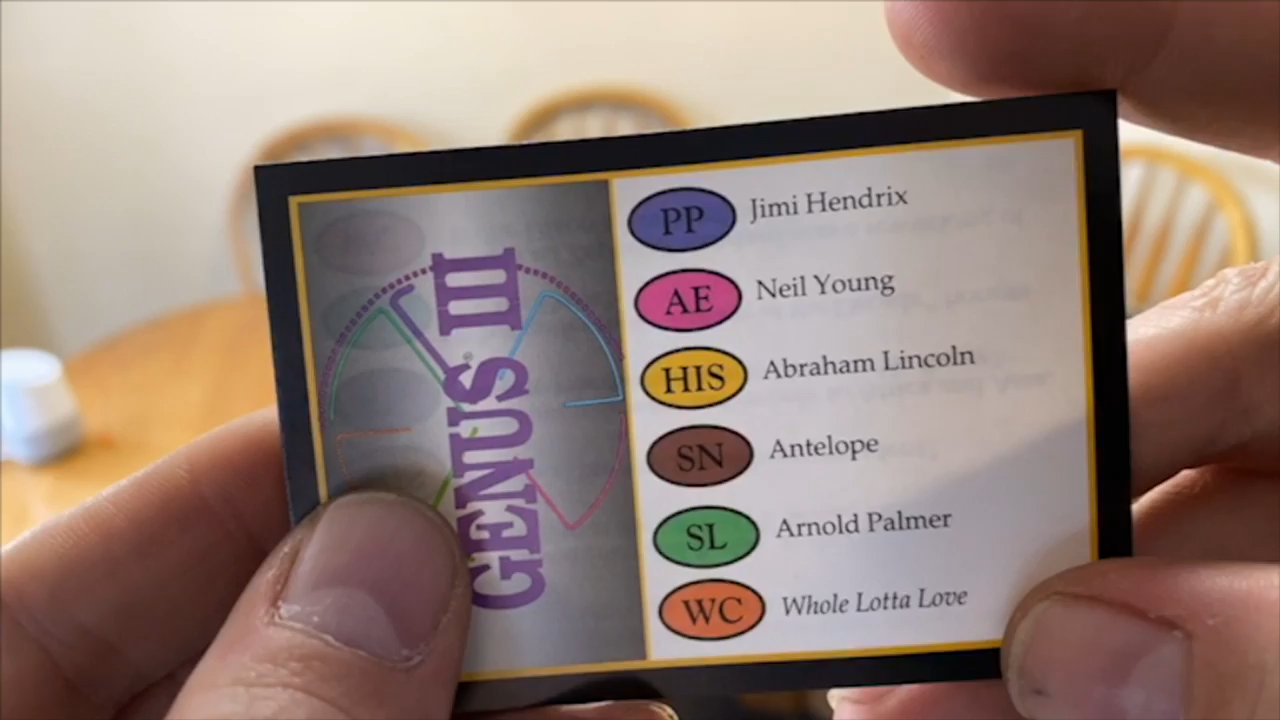 GENUS III
®
PP Jimi Hendrix
AE Neil Young
HIS Abraham Lincoln
SN Antelope
SL Arnold Palmer
WC Whole Lotta Love